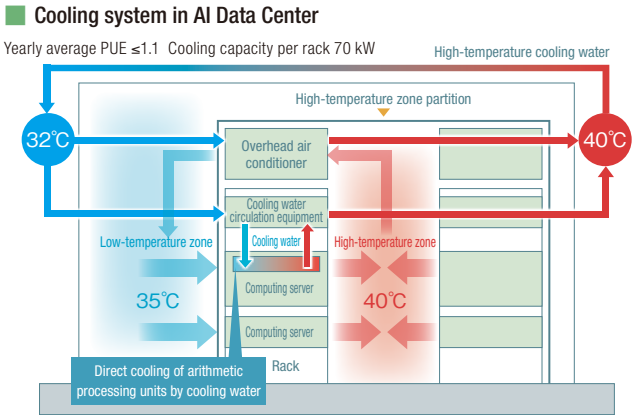 Cooling system in AI Data Center
Yearly average PUE ≤1.1 Cooling capacity per rack 70 kW
High-temperature cooling water
High-temperature zone partition
32℃
40℃
Overhead air
conditioner
Cooling water
circulation equipment
Low-temperature zone
Cooling water
High-temperature zone
Computing server
35℃
40℃
Computing server
Direct cooling of arithmetic
processing units by cooling water
Rack